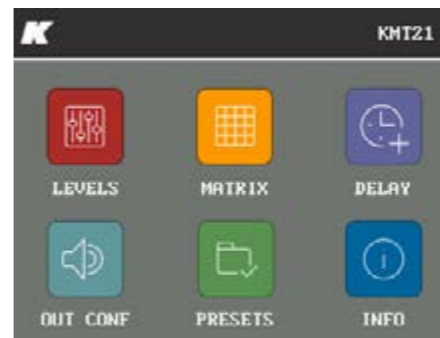 K KMT21
LEVELS MATRIX DELAY
OUT CONF PRESETS INFO